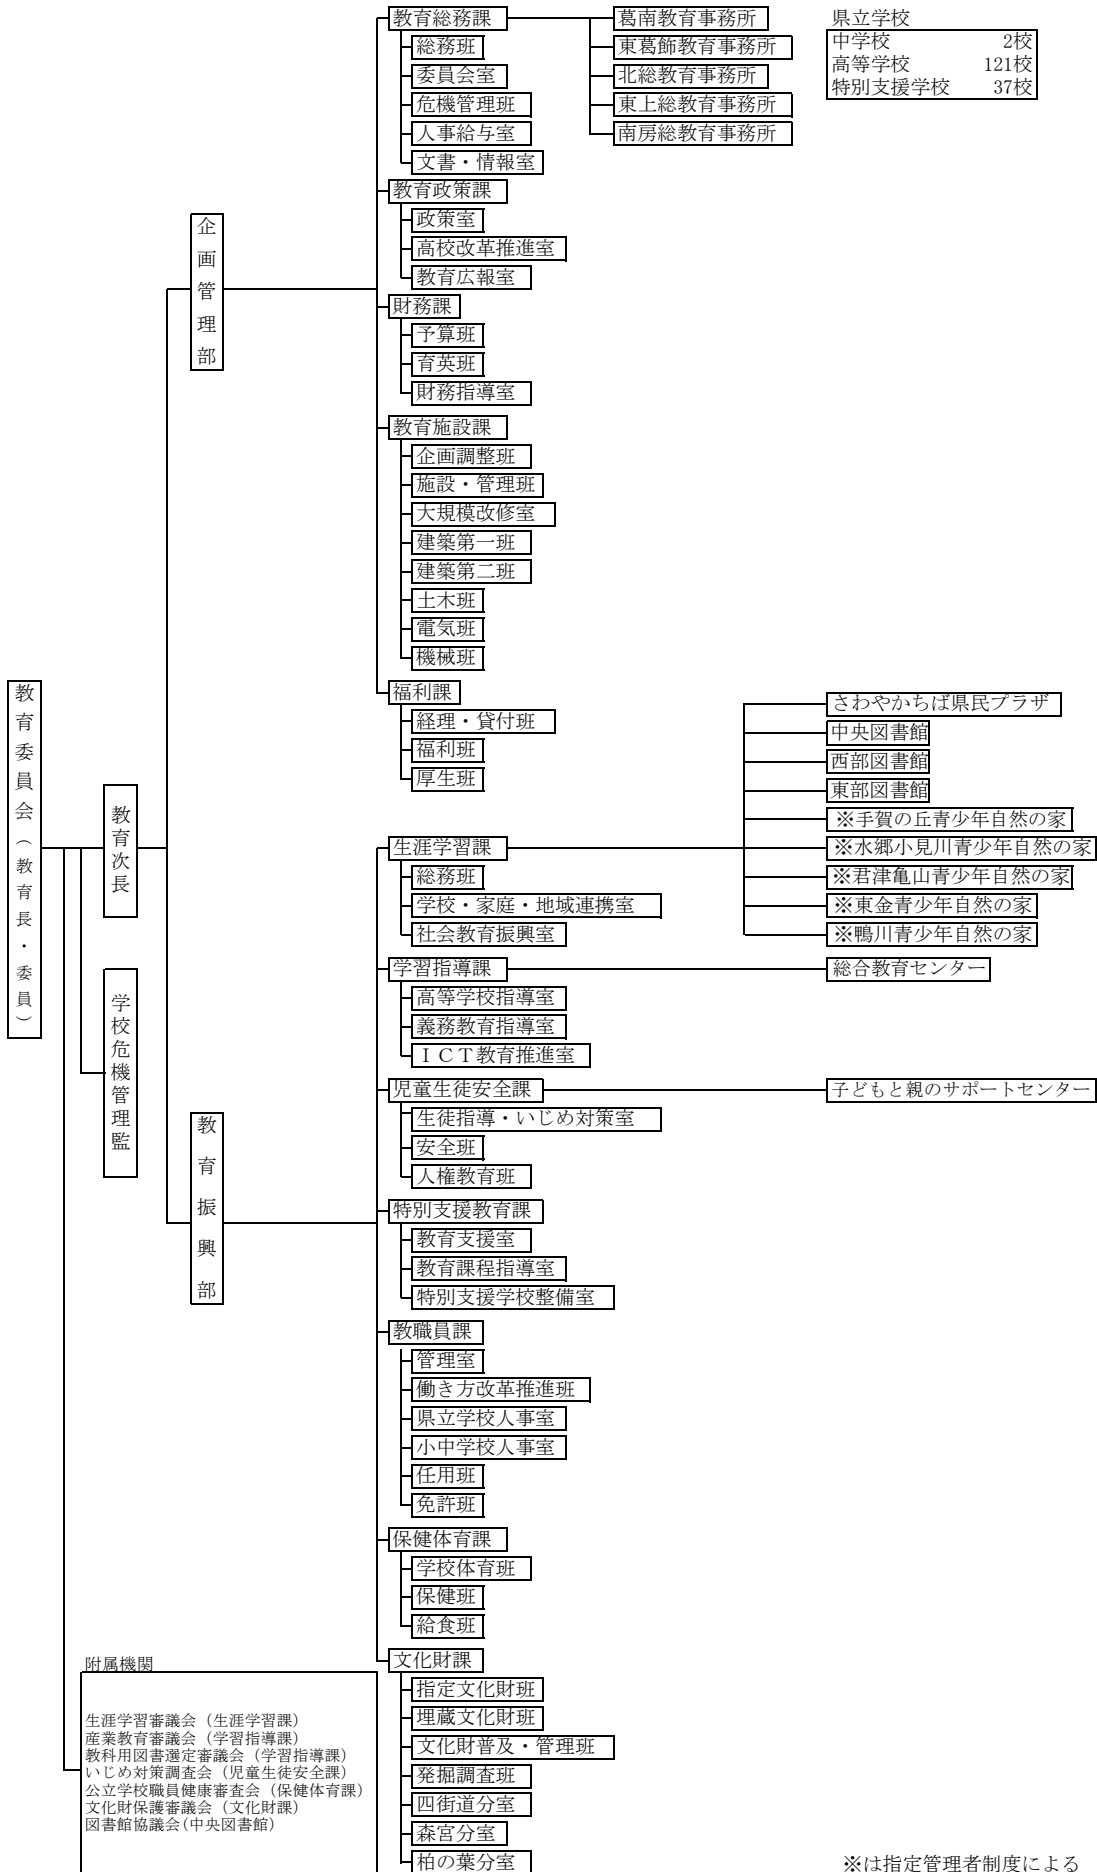 教育委員会（教育長・委員）
教育次長
学校危機管理監
企画管理部
教育総務課
総務班
委員会室
危機管理班
人事給与室
文書・情報室
葛南教育事務所
東葛飾教育事務所
北総教育事務所
東上総教育事務所
南房総教育事務所
県立学校
中学校 2校
高等学校 121校
特別支援学校 37校
教育政策課
政策室
高校改革推進室
教育広報室
財務課
予算班
育英班
財務指導室
教育施設課
企画調整班
施設・管理班
大規模改修室
建築第一班
建築第二班
土木班
電気班
機械班
福利課
経理・貸付班
福利班
厚生班
教育振興部
生涯学習課
総務班
学校・家庭・地域連携室
社会教育振興室
さわやかちば県民プラザ
中央図書館
西部図書館
東部図書館
※手賀の丘青少年自然の家
※水郷小見川青少年自然の家
※君津亀山青少年自然の家
※東金青少年自然の家
※鴨川青少年自然の家
学習指導課
高等学校指導室
義務教育指導室
ＩＣＴ教育推進室
総合教育センター
児童生徒安全課
生徒指導・いじめ対策室
安全班
人権教育班
子どもと親のサポートセンター
特別支援教育課
教育支援室
教育課程指導室
特別支援学校整備室
教職員課
管理室
働き方改革推進班
県立学校人事室
小中学校人事室
任用班
免許班
保健体育課
学校体育班
保健班
給食班
文化財課
指定文化財班
埋蔵文化財班
文化財普及・管理班
発掘調査班
四街道分室
森宮分室
柏の葉分室
附属機関
生涯学習審議会（生涯学習課）
産業教育審議会（学習指導課）
教科用図書選定審議会（学習指導課）
いじめ対策調査会（児童生徒安全課）
公立学校職員健康審査会（保健体育課）
文化財保護審議会（文化財課）
図書館協議会(中央図書館)
※は指定管理者制度による